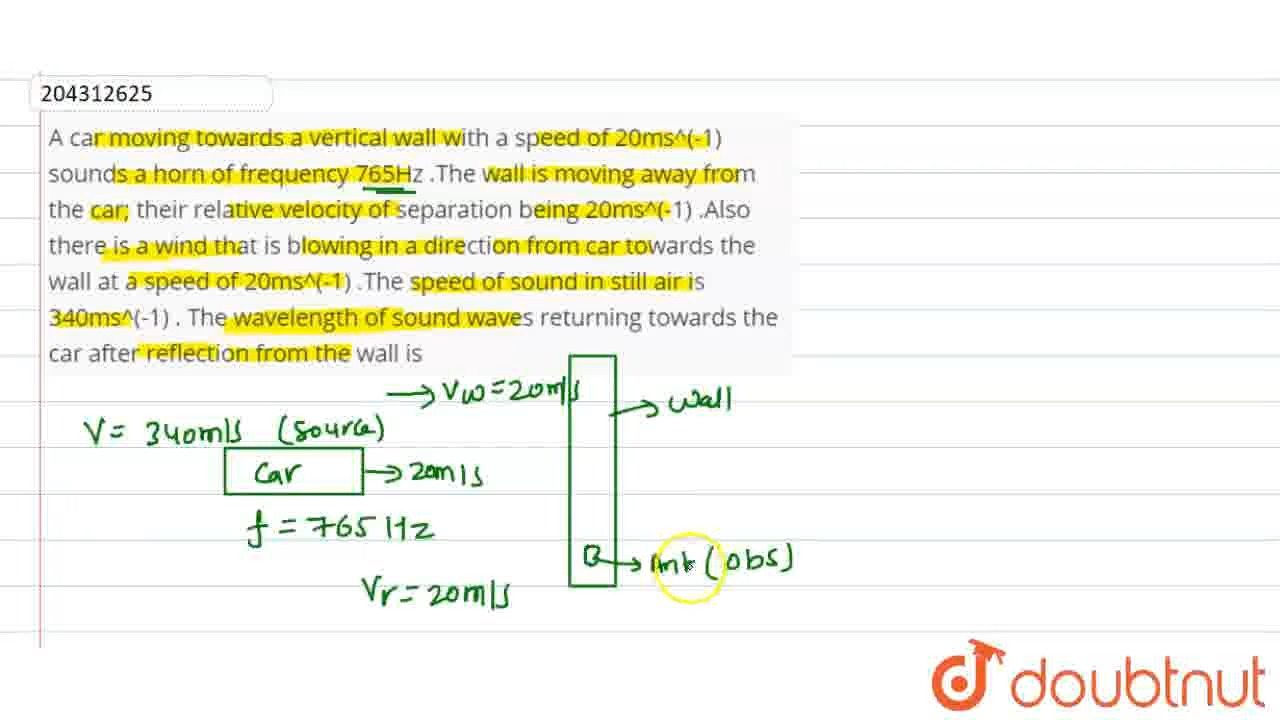 204312625
A car moving towards a vertical wall with a speed of 20ms^(-1)
sounds a horn of frequency 765Hz .The wall is moving away from
the car; their relative velocity of separation being 20ms^(-1) .Also
there is a wind that is blowing in a direction from car towards the
wall at a speed of 20ms^(-1) .The speed of sound in still air is
340ms^(-1) . The wavelength of sound waves returning towards the
car after reflection from the wall is
→ Vw = 20m/s
→ wall
V = 340m/s (source)
Car → 20m/s
f = 765 Hz
→ (obs)
Vr = 20m/s
doubtnut